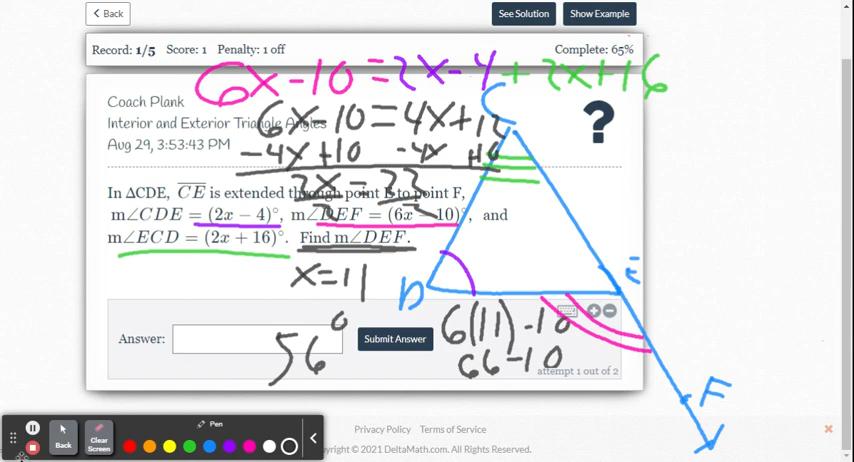 Back
See Solution
Show Example
Record: 1/5 Score: 1 Penalty: 1 off
Complete: 65%
6x-10=2x-4+2x+16
Coach Plank
Interior and Exterior Triangle Angles
Aug 29, 3:53:43 PM
6x-10=4x+12
-4x+10 -4x +10
?
C
In ΔCDE, CE is extended through point E to point F,
m∠CDE = (2x − 4)°, m∠DEF = (6x − 10)°, and
m∠ECD = (2x + 16)°. Find m∠DEF.
x=11
D
E
Answer:
Submit Answer
56°
6(11)-10
66-10
attempt 1 out of 2
F
Privacy Policy Terms of Service
pyright © 2021 DeltaMath.com. All Rights Reserved.
Pen
Back
Clear Screen